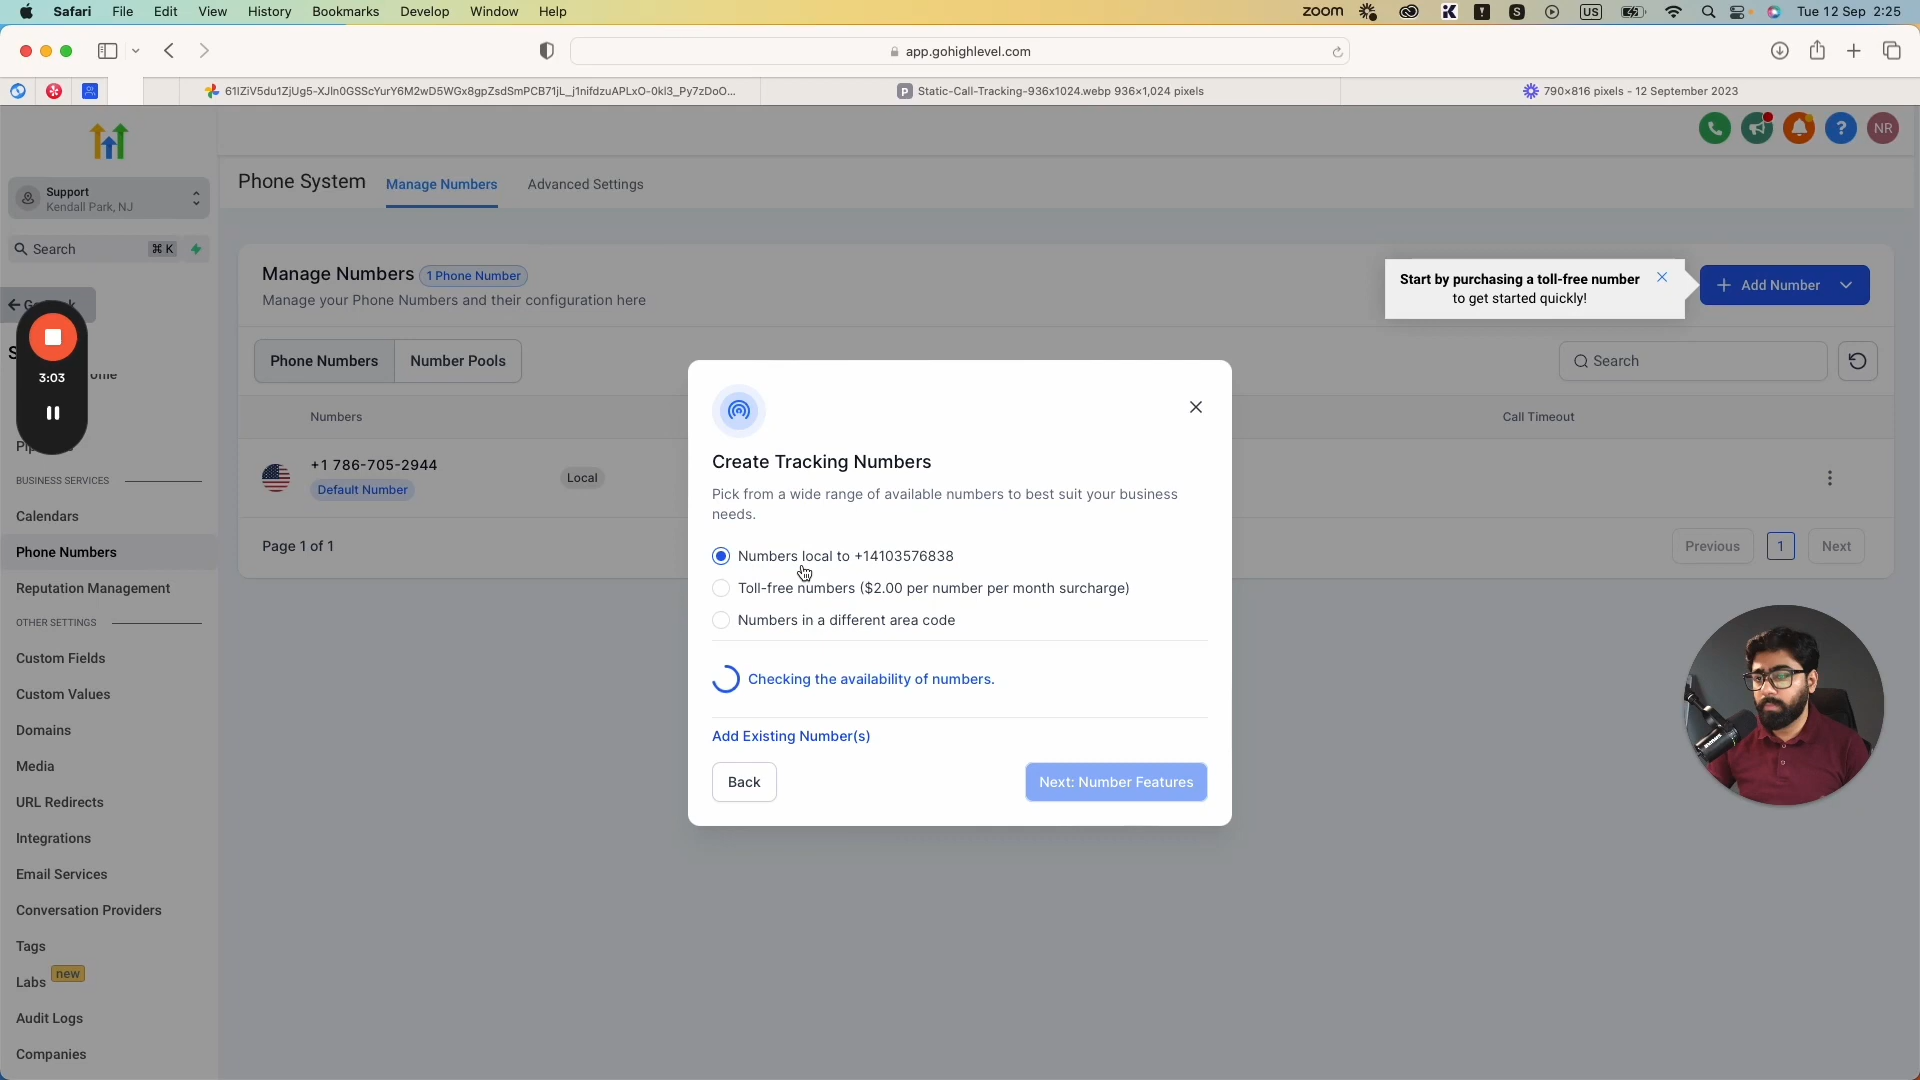 Safari File Edit View History Bookmarks Develop Window Help
zoom
US
Tue 12 Sep 2:25
app.gohighlevel.com
61IZiV5du1ZjUg5-XJIn0GSScYurY6M2wD5WGx8gpZsdSmPCB71jL_j1nifdzuAPLxO-0kl3_Py7zDoO...
Static-Call-Tracking-936x1024.webp 936×1,024 pixels
790×816 pixels - 12 September 2023
NR
Support
Kendall Park, NJ
Phone System
Manage Numbers
Advanced Settings
Search
⌘ K
Manage Numbers
1 Phone Number
Manage your Phone Numbers and their configuration here
Start by purchasing a toll-free number
to get started quickly!
+ Add Number
3:03
Phone Numbers
Number Pools
Search
Numbers
Call Timeout
+1 786-705-2944
Default Number
Local
Page 1 of 1
Previous
1
Next
BUSINESS SERVICES
Calendars
Phone Numbers
Reputation Management
OTHER SETTINGS
Custom Fields
Custom Values
Domains
Media
URL Redirects
Integrations
Email Services
Conversation Providers
Tags
Labs new
Audit Logs
Companies
Create Tracking Numbers
Pick from a wide range of available numbers to best suit your business
needs.
Numbers local to +14103576838
Toll-free numbers ($2.00 per number per month surcharge)
Numbers in a different area code
Checking the availability of numbers.
Add Existing Number(s)
Back
Next: Number Features